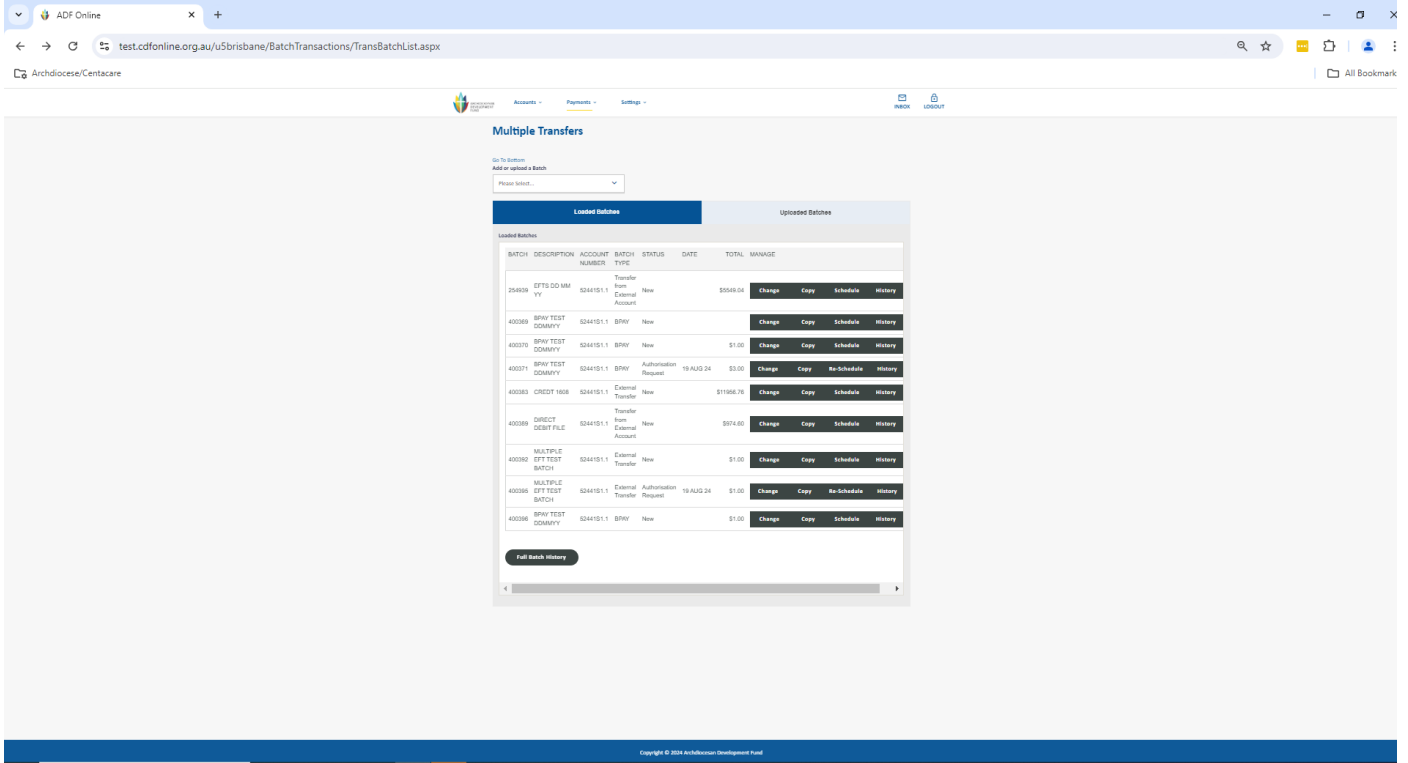 ADF Online
test.cdfonline.org.au/u5brisbane/BatchTransactions/TransBatchList.aspx
Archdiocese/Centacare
All Bookmark
ARCHDIOCESAN
DEVELOPMENT
FUND
Accounts
Payments
Settings
INBOX
LOGOUT
Multiple Transfers
Go To Bottom
Add or upload a Batch
Please Select...
Loaded Batches
Uploaded Batches
Loaded Batches
BATCH DESCRIPTION ACCOUNT NUMBER BATCH TYPE STATUS DATE TOTAL MANAGE
254939 EFTS DD MM YY 52441S1.1 Transfer from External Account New $5549.04 Change Copy Schedule History
400369 BPAY TEST DDMMYY 52441S1.1 BPAY New Change Copy Schedule History
400370 BPAY TEST DDMMYY 52441S1.1 BPAY New $1.00 Change Copy Schedule History
400371 BPAY TEST DDMMYY 52441S1.1 BPAY Authorisation Request 19 AUG 24 $3.00 Change Copy Re-Schedule History
400383 CREDT 1608 52441S1.1 External Transfer New $11956.76 Change Copy Schedule History
400389 DIRECT DEBIT FILE 52441S1.1 Transfer from External Account New $974.60 Change Copy Schedule History
400392 MULTIPLE EFT TEST BATCH 52441S1.1 External Transfer New $1.00 Change Copy Schedule History
400395 MULTIPLE EFT TEST BATCH 52441S1.1 External Transfer Authorisation Request 19 AUG 24 $1.00 Change Copy Re-Schedule History
400398 BPAY TEST DDMMYY 52441S1.1 BPAY New $1.00 Change Copy Schedule History
Full Batch History
Copyright © 2024 Archdiocesan Development Fund